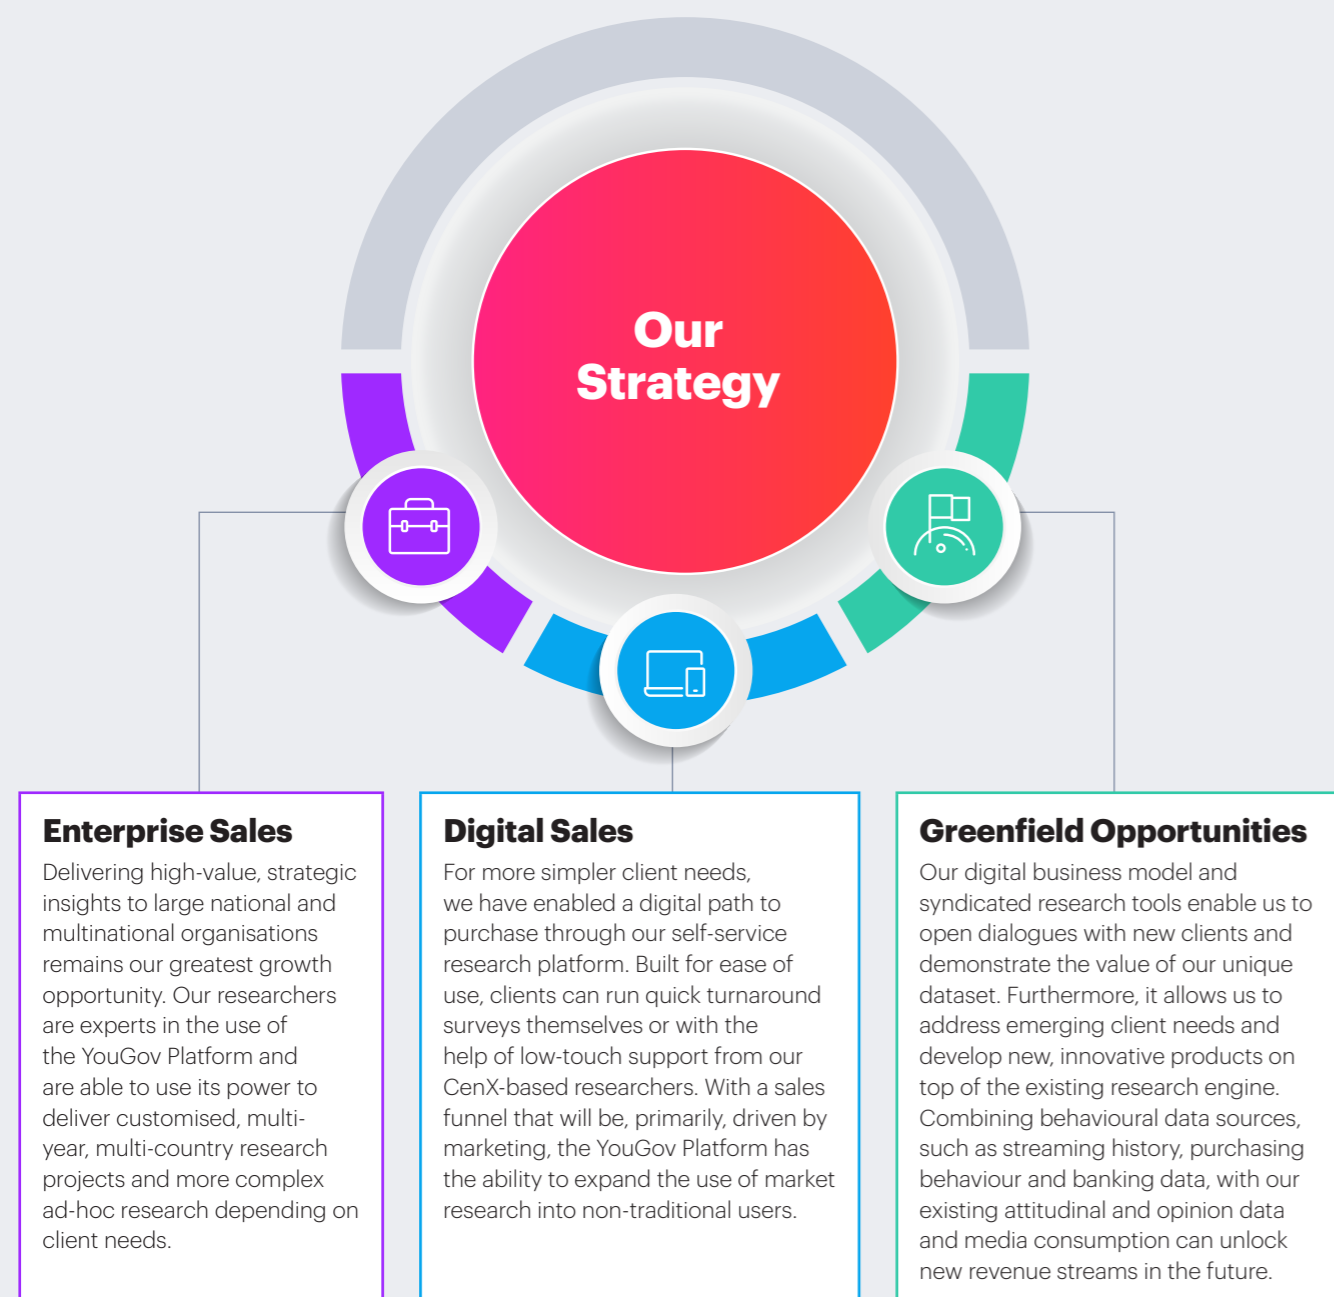 Our
Strategy
Enterprise Sales
Delivering high-value, strategic
insights to large national and
multinational organisations
remains our greatest growth
opportunity. Our researchers
are experts in the use of
the YouGov Platform and
are able to use its power to
deliver customised, multi-
year, multi-country research
projects and more complex
ad-hoc research depending on
client needs.
Digital Sales
For more simpler client needs,
we have enabled a digital path to
purchase through our self-service
research platform. Built for ease of
use, clients can run quick turnaround
surveys themselves or with the
help of low-touch support from our
CenX-based researchers. With a sales
funnel that will be, primarily, driven by
marketing, the YouGov Platform has
the ability to expand the use of market
research into non-traditional users.
Greenfield Opportunities
Our digital business model and
syndicated research tools enable us to
open dialogues with new clients and
demonstrate the value of our unique
dataset. Furthermore, it allows us to
address emerging client needs and
develop new, innovative products on
top of the existing research engine.
Combining behavioural data sources,
such as streaming history, purchasing
behaviour and banking data, with our
existing attitudinal and opinion data
and media consumption can unlock
new revenue streams in the future.